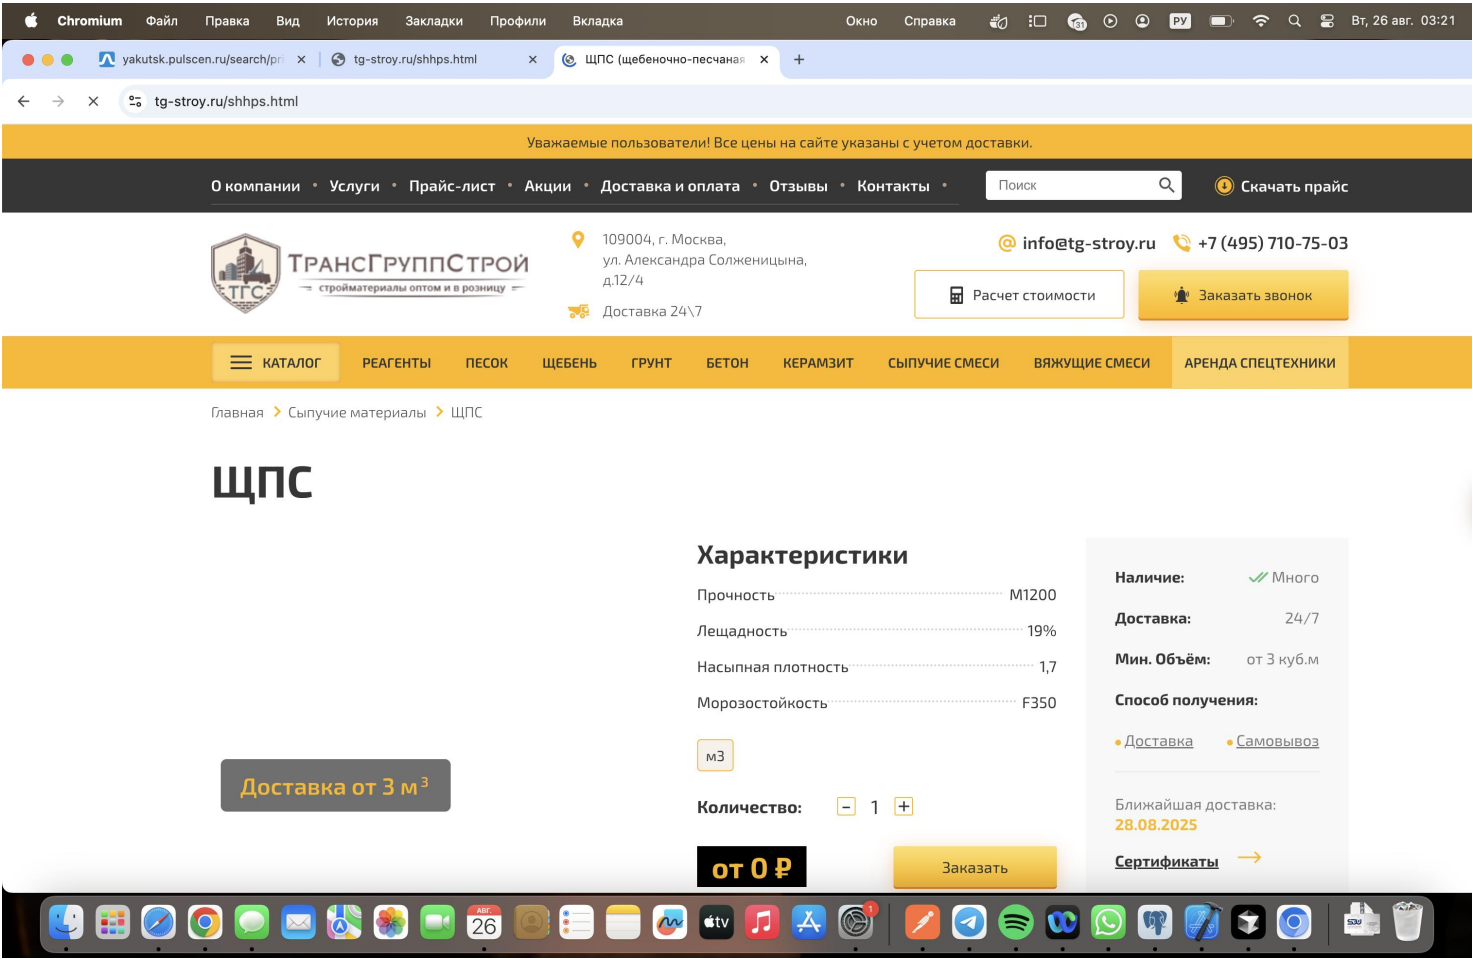 Chromium Файл Правка Вид История Закладки Профили Вкладка Окно Справка РУ Вт, 26 авг. 03:21
yakutsk.pulscen.ru/search/pri tg-stroy.ru/shhps.html ЩПС (щебеночно-песчаная
tg-stroy.ru/shhps.html
Уважаемые пользователи! Все цены на сайте указаны с учетом доставки.
О компании • Услуги • Прайс-лист • Акции • Доставка и оплата • Отзывы • Контакты • Поиск Скачать прайс
109004, г. Москва,
ул. Александра Солженицына,
д.12/4
Доставка 24\7
ТГС
ТрансГруппСтрой
стройматериалы оптом и в розницу
info@tg-stroy.ru +7 (495) 710-75-03
Расчет стоимости Заказать звонок
КАТАЛОГ РЕАГЕНТЫ ПЕСОК ЩЕБЕНЬ ГРУНТ БЕТОН КЕРАМЗИТ СЫПУЧИЕ СМЕСИ ВЯЖУЩИЕ СМЕСИ АРЕНДА СПЕЦТЕХНИКИ
Главная > Сыпучие материалы > ЩПС
ЩПС
Доставка от 3 м³
Характеристики
Прочность М1200
Лещадность 19%
Насыпная плотность 1,7
Морозостойкость F350
м3
Количество: - 1 +
от 0 ₽ Заказать
Наличие: Много
Доставка: 24/7
Мин. Объём: от 3 куб.м
Способ получения:
• Доставка • Самовывоз
Ближайшая доставка:
28.08.2025
Сертификаты
АВГ.
26
tv
1